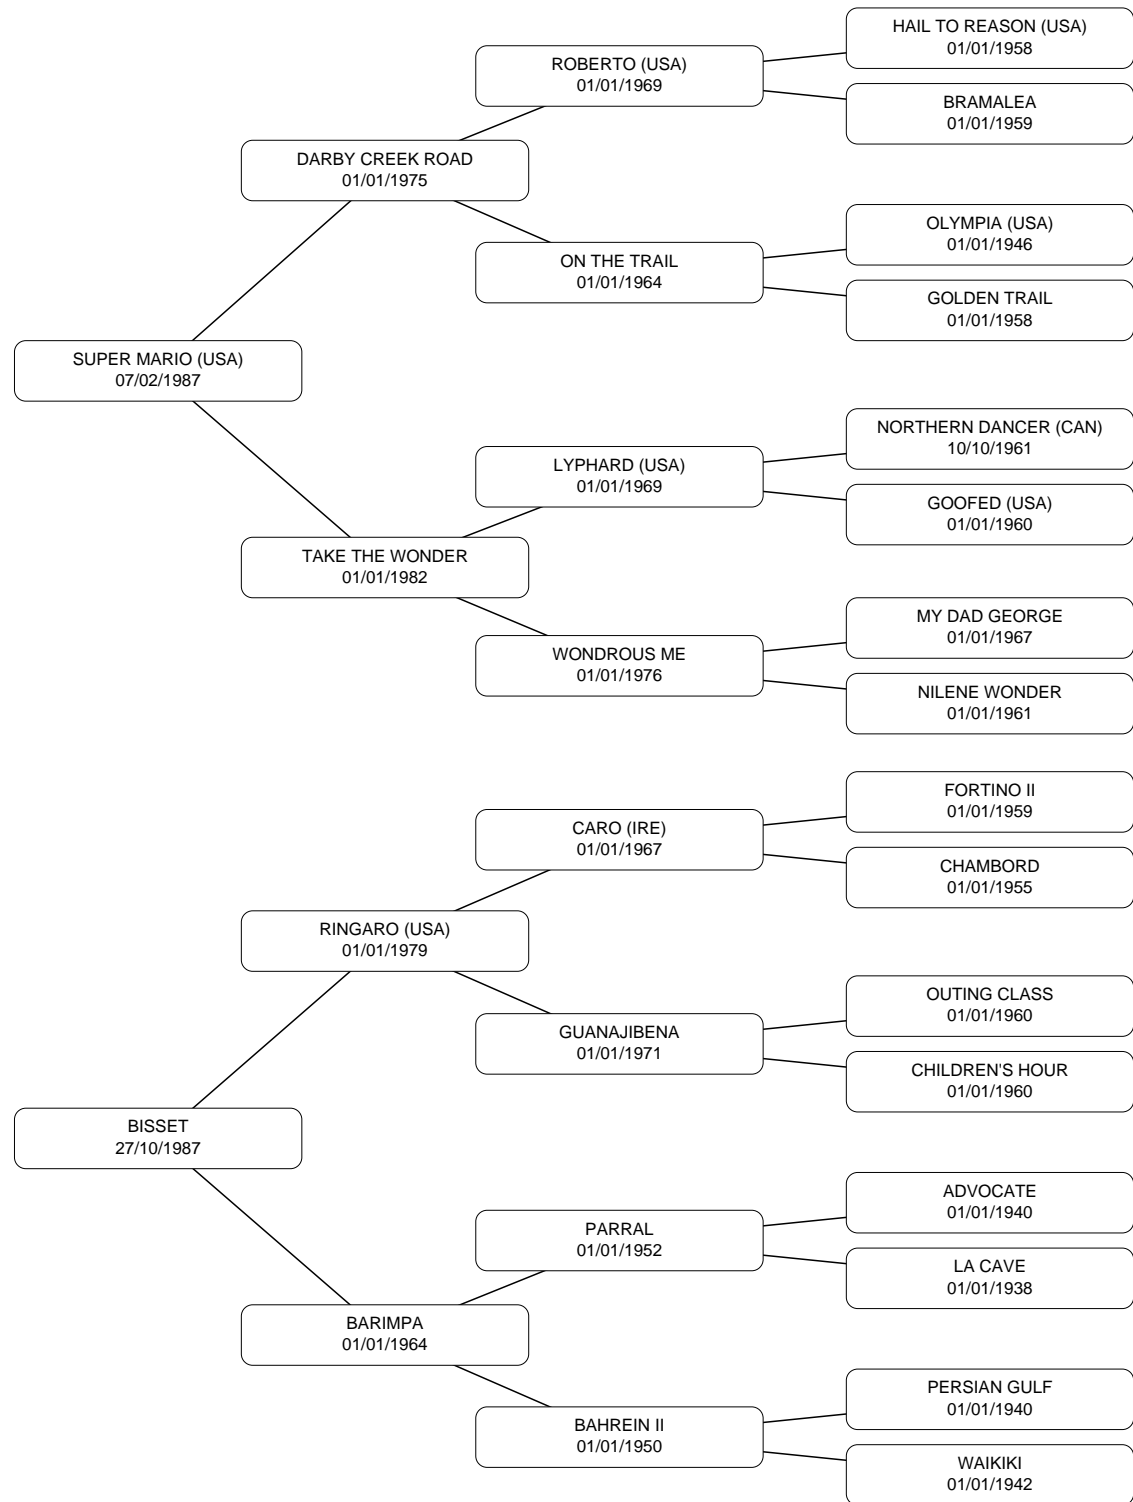 HAIL TO REASON (USA)
01/01/1958
ROBERTO (USA)
01/01/1969
BRAMALEA
01/01/1959
DARBY CREEK ROAD
01/01/1975
OLYMPIA (USA)
01/01/1946
ON THE TRAIL
01/01/1964
GOLDEN TRAIL
01/01/1958
SUPER MARIO (USA)
07/02/1987
NORTHERN DANCER (CAN)
10/10/1961
LYPHARD (USA)
01/01/1969
GOOFED (USA)
01/01/1960
TAKE THE WONDER
01/01/1982
MY DAD GEORGE
01/01/1967
WONDROUS ME
01/01/1976
NILENE WONDER
01/01/1961
FORTINO II
01/01/1959
CARO (IRE)
01/01/1967
CHAMBORD
01/01/1955
RINGARO (USA)
01/01/1979
OUTING CLASS
01/01/1960
GUANAJIBENA
01/01/1971
CHILDREN'S HOUR
01/01/1960
BISSET
27/10/1987
ADVOCATE
01/01/1940
PARRAL
01/01/1952
LA CAVE
01/01/1938
BARIMPA
01/01/1964
PERSIAN GULF
01/01/1940
BAHREIN II
01/01/1950
WAIKIKI
01/01/1942